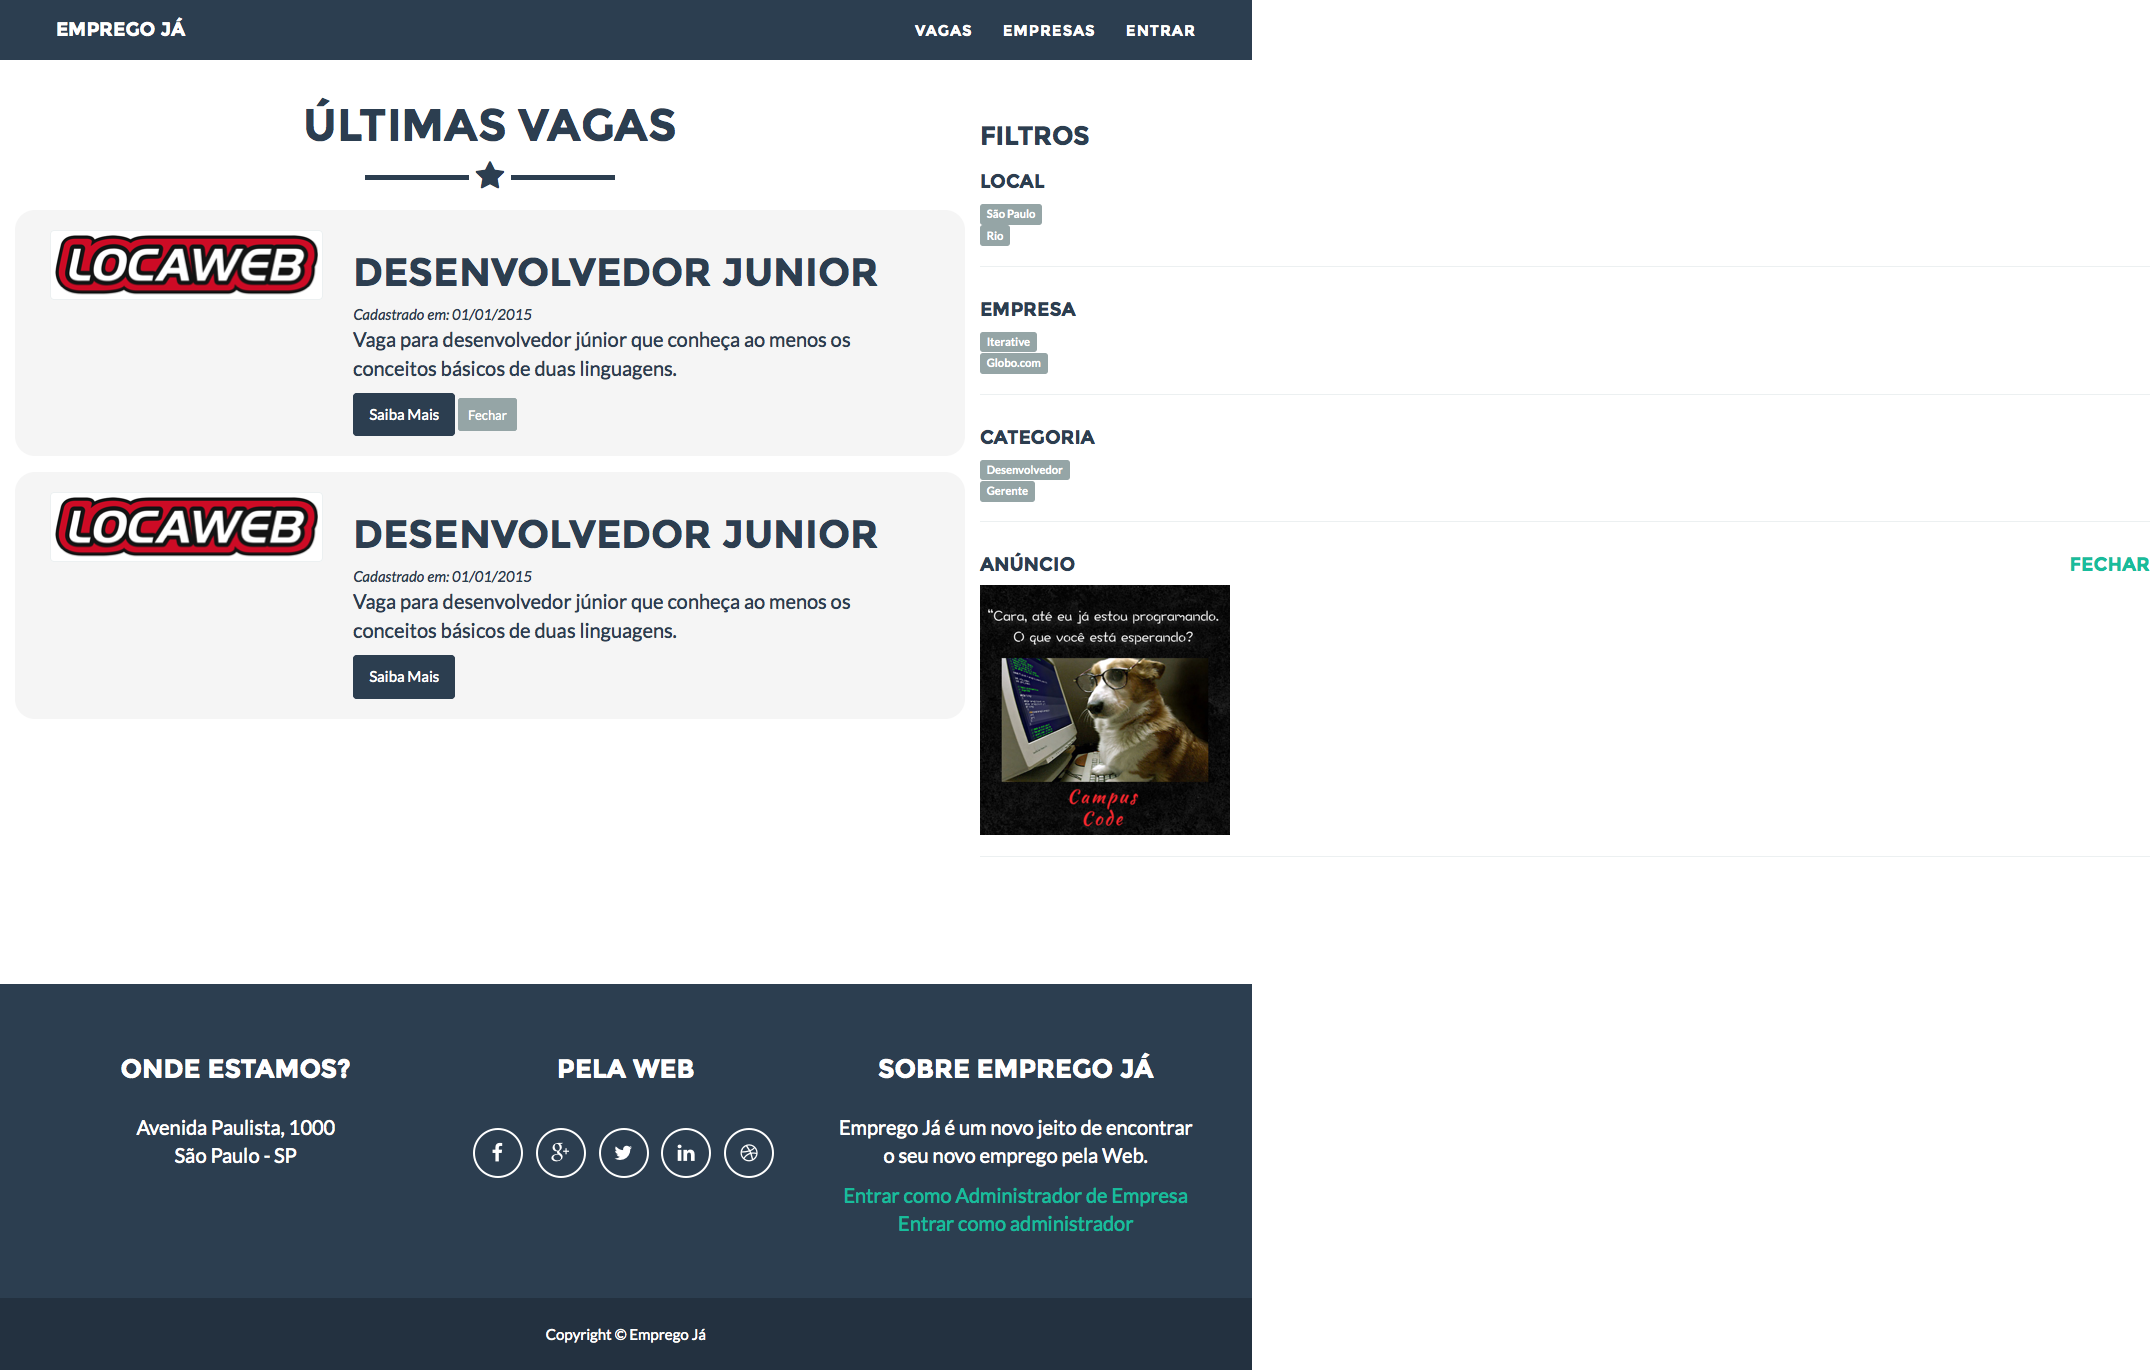 EMPREGO JÁ
VAGAS EMPRESAS ENTRAR
ÚLTIMAS VAGAS
LOCAWEB
DESENVOLVEDOR JUNIOR
Cadastrado em: 01/01/2015
Vaga para desenvolvedor júnior que conheça ao menos os
conceitos básicos de duas linguagens.
Saiba Mais Fechar
LOCAWEB
DESENVOLVEDOR JUNIOR
Cadastrado em: 01/01/2015
Vaga para desenvolvedor júnior que conheça ao menos os
conceitos básicos de duas linguagens.
Saiba Mais
FILTROS
LOCAL
São Paulo
Rio
EMPRESA
Iterative
Globo.com
CATEGORIA
Desenvolvedor
Gerente
ANÚNCIO FECHAR
“Cara, até eu já estou programando.
O que você está esperando?
Campus
Code
ONDE ESTAMOS?
Avenida Paulista, 1000
São Paulo - SP
PELA WEB
f g+ in
SOBRE EMPREGO JÁ
Emprego Já é um novo jeito de encontrar
o seu novo emprego pela Web.
Entrar como Administrador de Empresa
Entrar como administrador
Copyright © Emprego Já